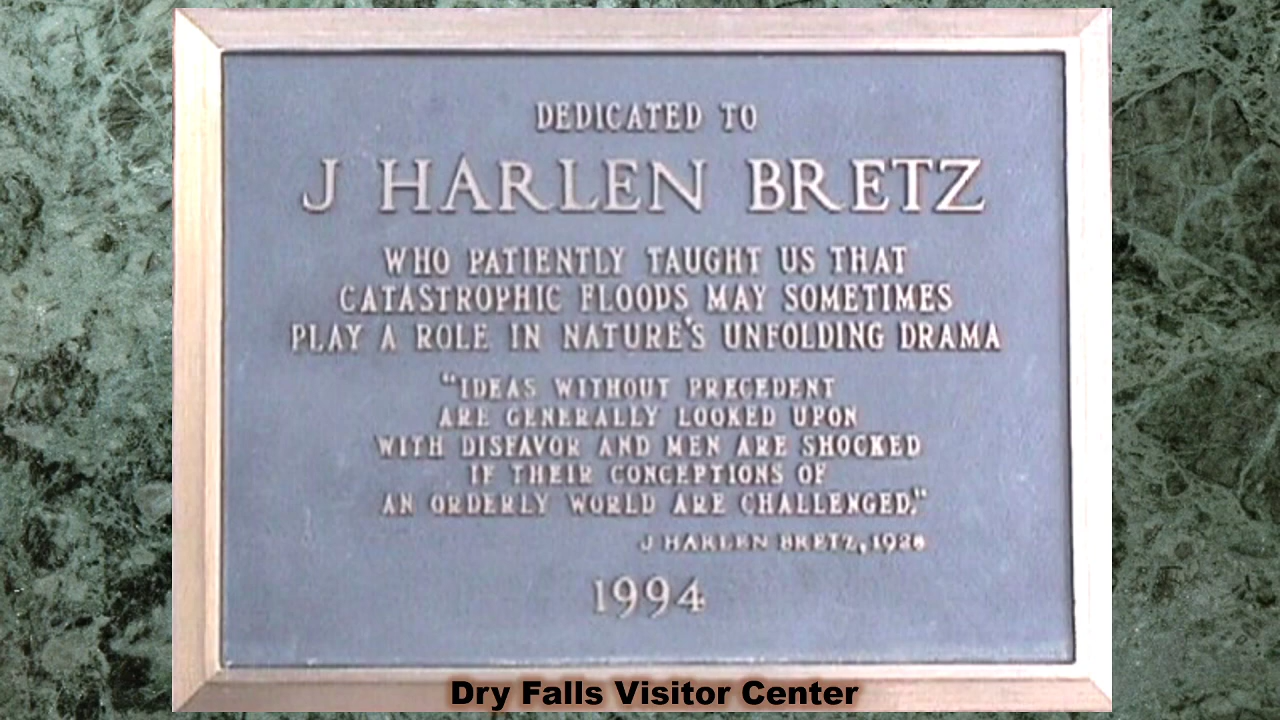 DEDICATED TO
J HARLEN BRETZ
WHO PATIENTLY TAUGHT US THAT
CATASTROPHIC FLOODS MAY SOMETIMES
PLAY A ROLE IN NATURE'S UNFOLDING DRAMA
"IDEAS WITHOUT PRECEDENT
ARE GENERALLY LOOKED UPON
WITH DISFAVOR AND MEN ARE SHOCKED
IF THEIR CONCEPTIONS OF
AN ORDERLY WORLD ARE CHALLENGED."
J HARLEN BRETZ, 1928
1994
Dry Falls Visitor Center